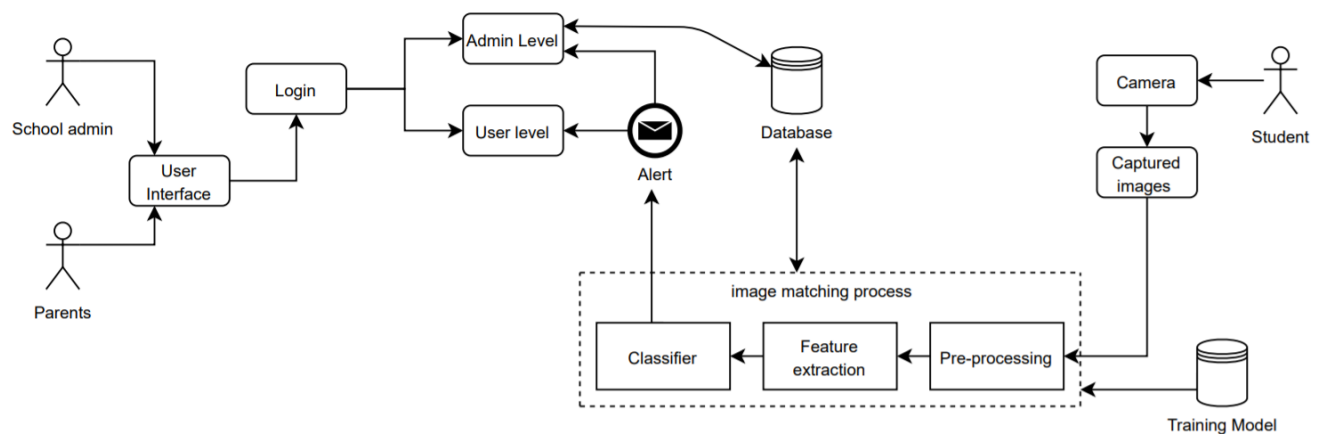 Admin Level
Login
User level
School admin
User
Interface
Parents
Alert
Database
Camera
Captured
images
Student
image matching process
Classifier
Feature
extraction
Pre-processing
Training Model